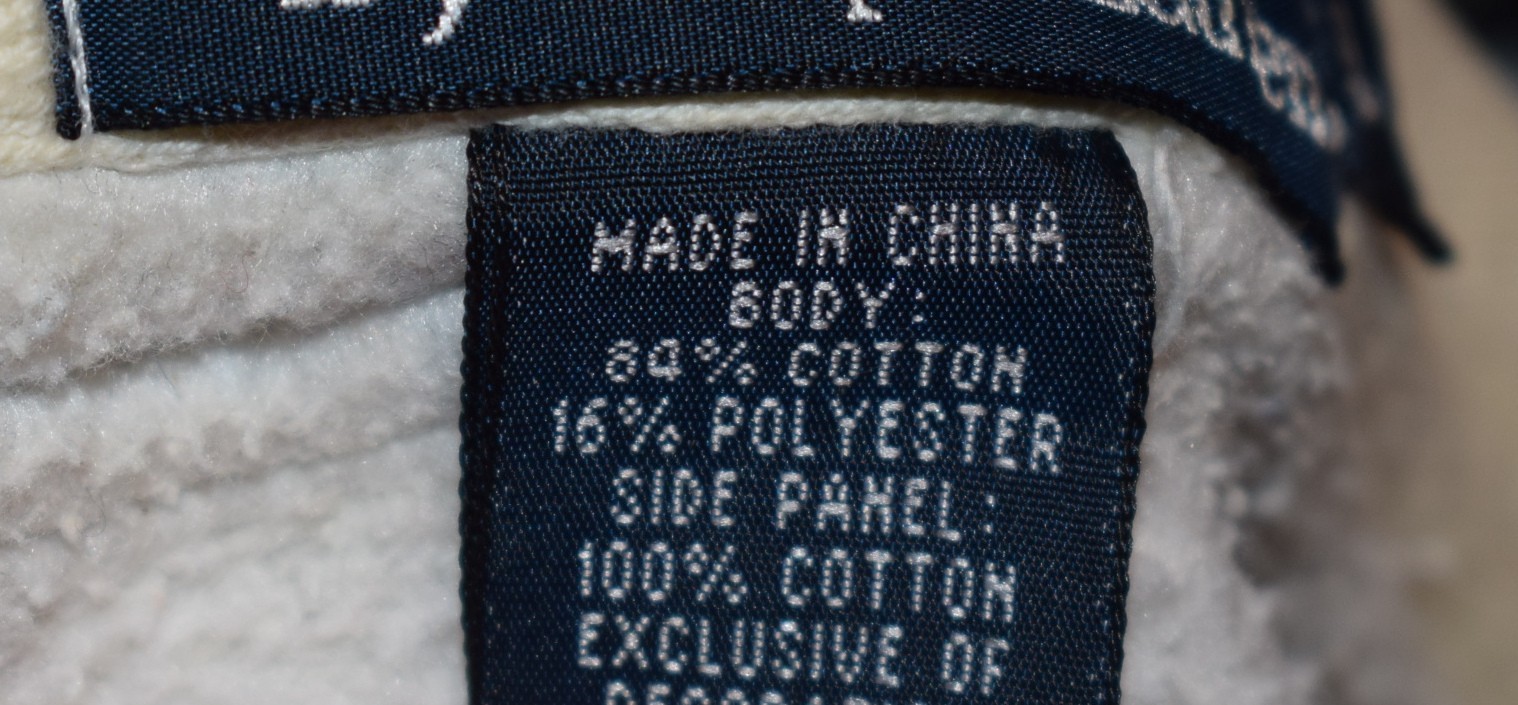 MADE IN CHINA
BODY:
84% COTTON
16% POLYESTER
SIDE PANEL:
100% COTTON
EXCLUSIVE OF